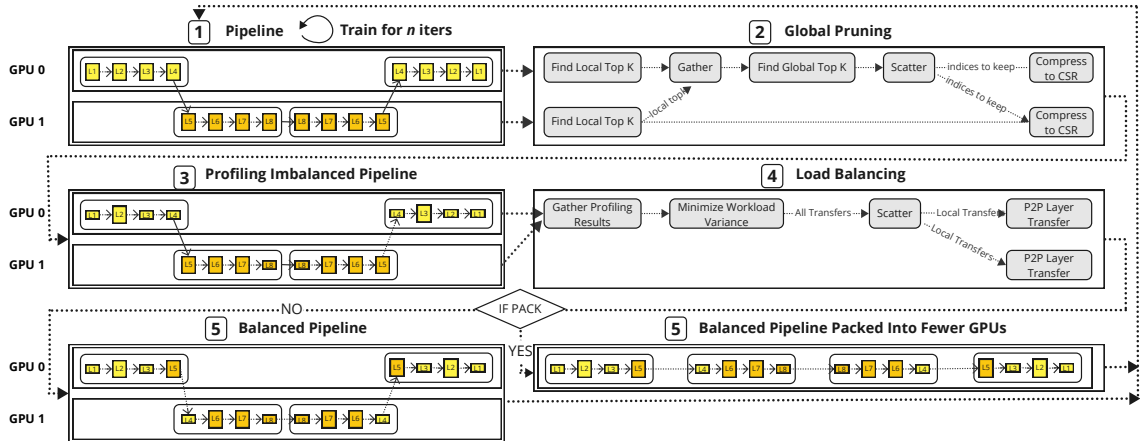 1 Pipeline Train for n iters
GPU 0
L1 L2 L3 L4
L4 L3 L2 L1
GPU 1
L5 L6 L7 L8
L8 L7 L6 L5
2 Global Pruning
Find Local Top K
Gather
Find Global Top K
Scatter
indices to keep
Compress
to CSR
Find Local Top K
local topk
indices to keep
Compress
to CSR
3 Profiling Imbalanced Pipeline
GPU 0
L1 L2 L3 L4
L4 L3 L2 L1
GPU 1
L5 L6 L7 L8
L8 L7 L6 L5
4 Load Balancing
Gather Profiling
Results
Minimize Workload
Variance
All Transfers
Scatter
Local Transfers
P2P Layer
Transfer
Local Transfers
P2P Layer
Transfer
IF PACK
NO
YES
5 Balanced Pipeline
GPU 0
L1 L2 L3 L5
L5 L3 L2 L1
GPU 1
L4 L6 L7 L8
L8 L7 L6 L4
5 Balanced Pipeline Packed Into Fewer GPUs
L1 L2 L3 L5
L4 L6 L7 L8
L8 L7 L6 L4
L5 L3 L2 L1